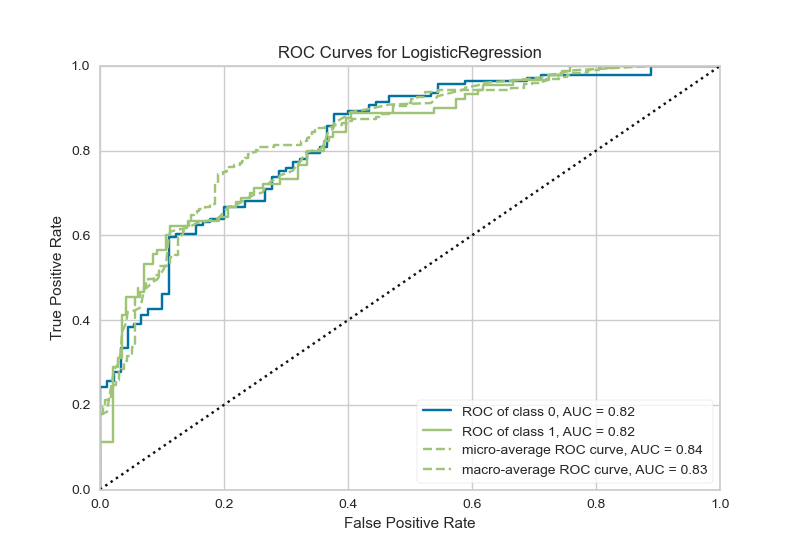 ROC Curves for LogisticRegression
1.0
0.8
0.6
0.4
0.2
0.0
True Positive Rate
ROC of class 0, AUC = 0.82
ROC of class 1, AUC = 0.82
micro-average ROC curve, AUC = 0.84
macro-average ROC curve, AUC = 0.83
0.0 0.2 0.4 0.6 0.8 1.0
False Positive Rate